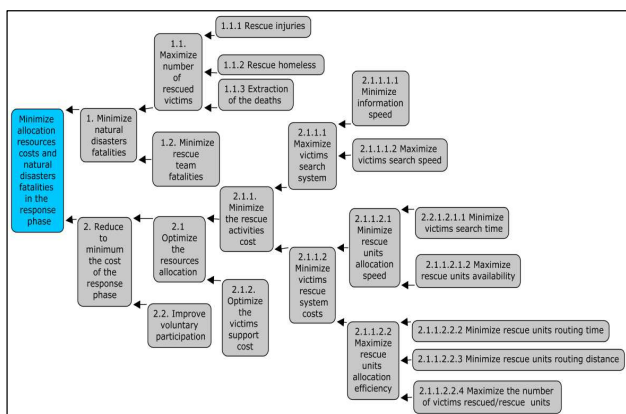 Minimize
allocation
resources
costs and
natural
disasters
fatalities
in the
response
phase
1. Minimize
natural
disasters
fatalities
1.1.
Maximize
number
of
rescued
victims
1.1.1 Rescue injuries
1.1.2 Rescue homeless
1.1.3 Extraction
of the deaths
1.2. Minimize
rescue
team
fatalities
2. Reduce
to
minimum
the cost
of the
response
phase
2.1
Optimize
the
resources
allocation
2.1.1.
Minimize
the rescue
activities
cost
2.1.1.1
Maximize
victims
search
system
2.1.1.1.1
Minimize
information
speed
2.1.1.1.2 Maximize
victims search speed
2.1.1.2
Minimize
victims
rescue
system
costs
2.1.1.2.1
Minimize
rescue
units
allocation
speed
2.2.1.2.1.1 Minimize
victims search time
2.1.1.2.1.2 Maximize
rescue units availability
2.1.1.2.2
Maximize
rescue
units
allocation
efficiency
2.1.1.2.2.2 Minimize rescue units routing time
2.1.1.2.2.3 Minimize rescue units routing distance
2.1.1.2.2.4 Maximize the number
of victims rescued/rescue units
2.1.2.
Optimize
the
victims
support
cost
2.2. Improve
voluntary
participation